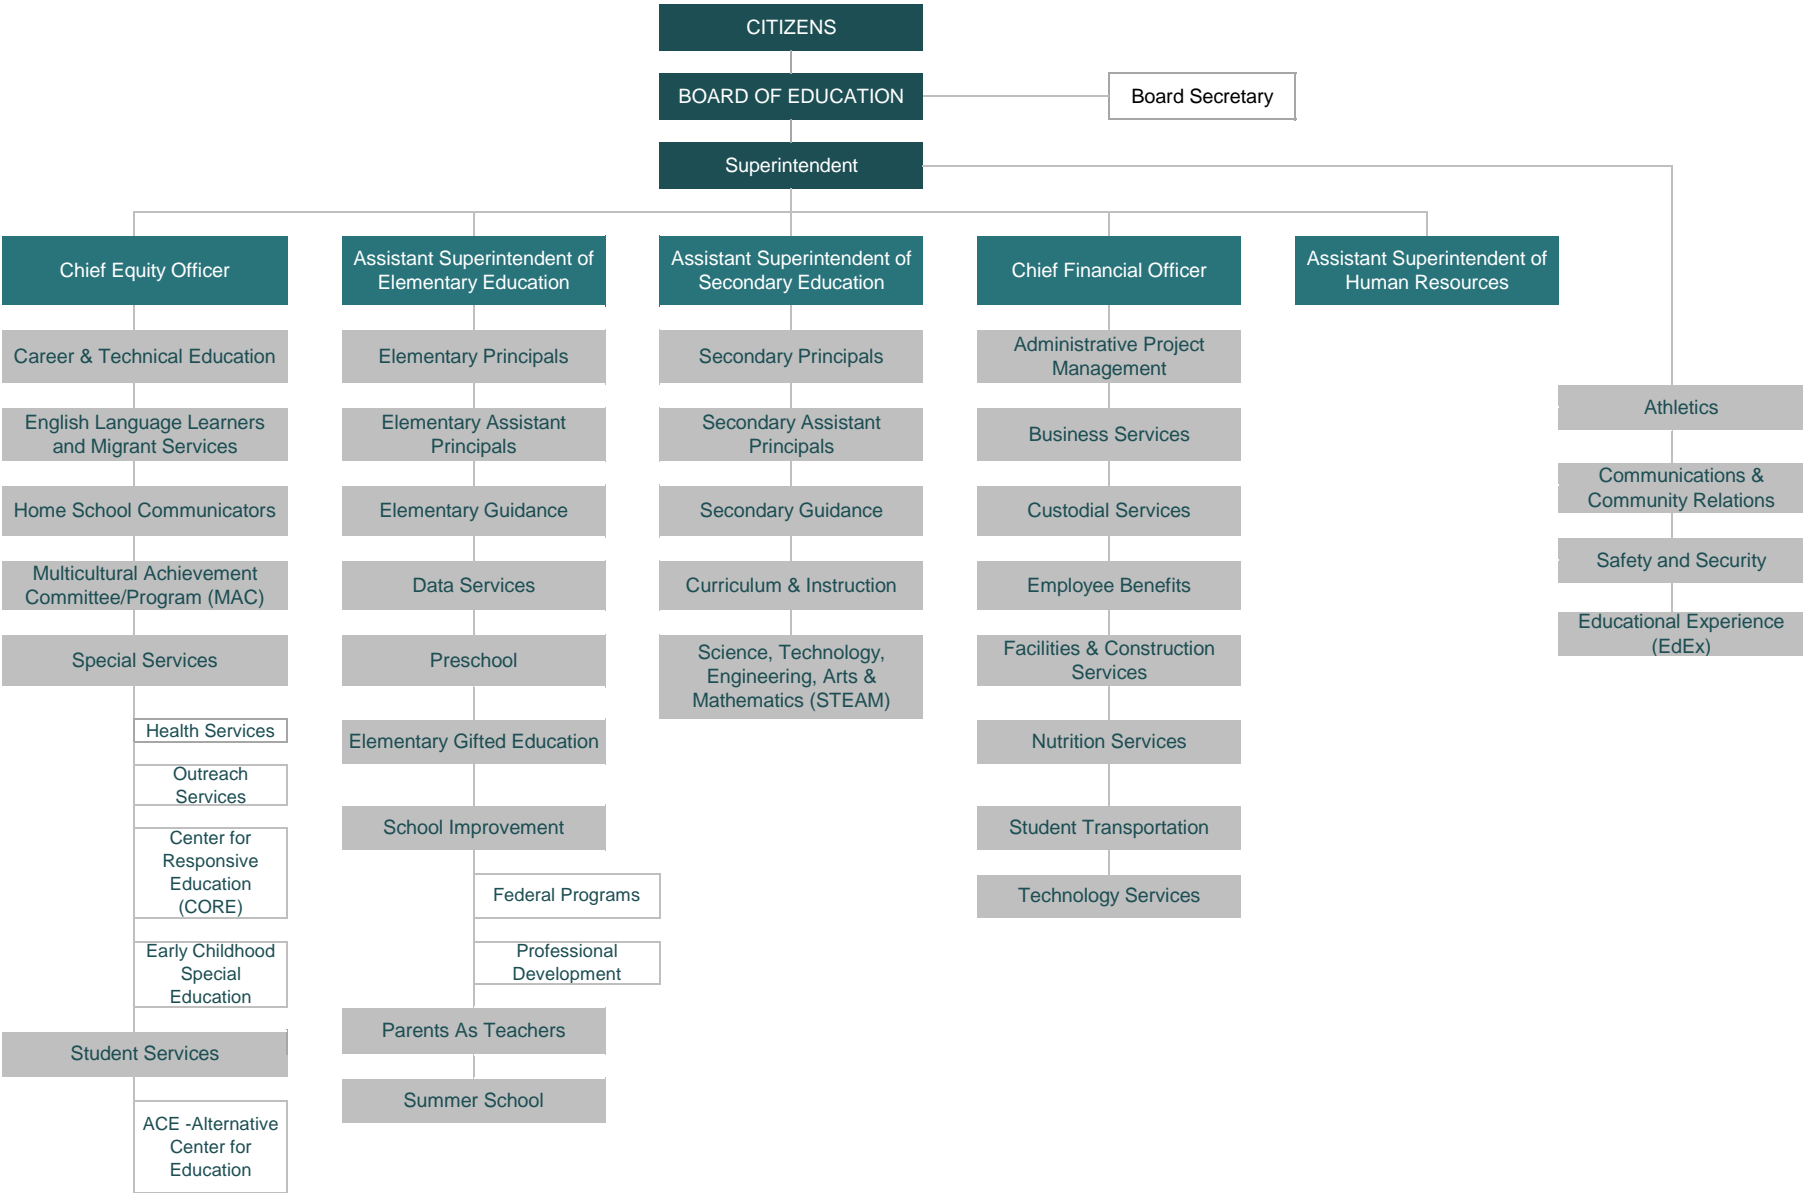 CITIZENS
BOARD OF EDUCATION
Board Secretary
Superintendent
Chief Equity Officer
Assistant Superintendent of
Elementary Education
Assistant Superintendent of
Secondary Education
Chief Financial Officer
Assistant Superintendent of
Human Resources
Career & Technical Education
English Language Learners
and Migrant Services
Home School Communicators
Multicultural Achievement
Committee/Program (MAC)
Special Services
Health Services
Outreach
Services
Center for
Responsive
Education
(CORE)
Early Childhood
Special
Education
Student Services
ACE -Alternative
Center for
Education
Elementary Principals
Elementary Assistant
Principals
Elementary Guidance
Data Services
Preschool
Elementary Gifted Education
School Improvement
Federal Programs
Professional
Development
Parents As Teachers
Summer School
Secondary Principals
Secondary Assistant
Principals
Secondary Guidance
Curriculum & Instruction
Science, Technology,
Engineering, Arts &
Mathematics (STEAM)
Administrative Project
Management
Business Services
Custodial Services
Employee Benefits
Facilities & Construction
Services
Nutrition Services
Student Transportation
Technology Services
Athletics
Communications &
Community Relations
Safety and Security
Educational Experience
(EdEx)